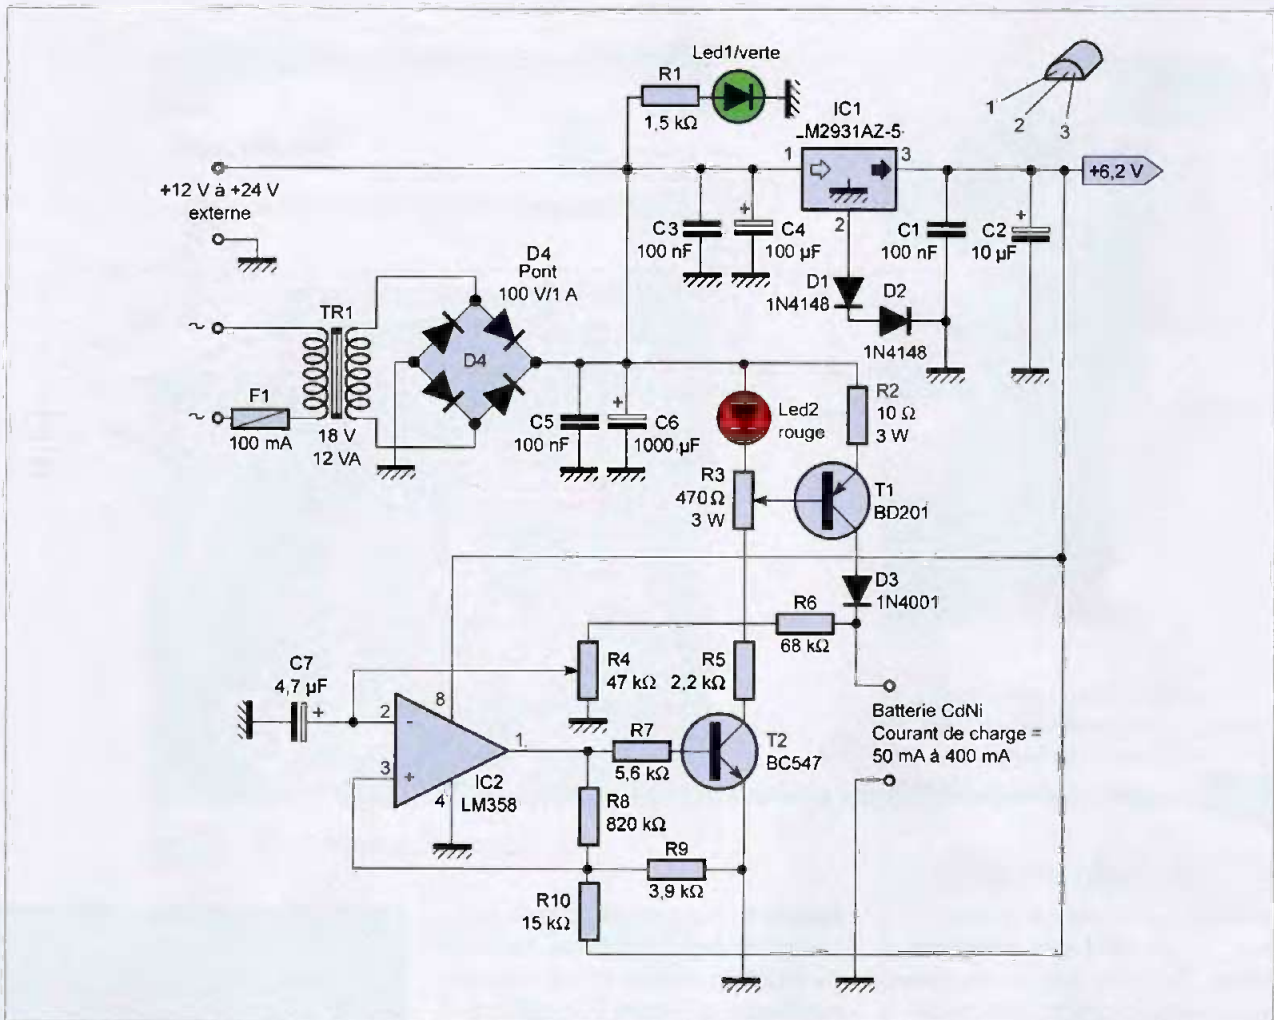 Led1/verte
R1
1,5 kΩ
IC1
LM2931AZ-5
1
3
2
1
2
3
+6,2 V
+12 V à +24 V
externe
C3
100 nF
+
C4
100 µF
C1
100 nF
+
C2
10 µF
D1
1N4148
D2
1N4148
D4
Pont
100 V/1 A
TR1
~
~
F1
100 mA
18 V
12 VA
D4
C5
100 nF
+
C6
1000 µF
Led2
rouge
R2
10 Ω
3 W
R3
470 Ω
3 W
T1
BD201
D3
1N4001
R6
68 kΩ
R4
47 kΩ
R5
2,2 kΩ
C7
4,7 µF
+
2
-
8
3
+
4
1
IC2
LM358
R7
5,6 kΩ
T2
BC547
Batterie CdNi
Courant de charge =
50 mA à 400 mA
R8
820 kΩ
R9
3,9 kΩ
R10
15 kΩ